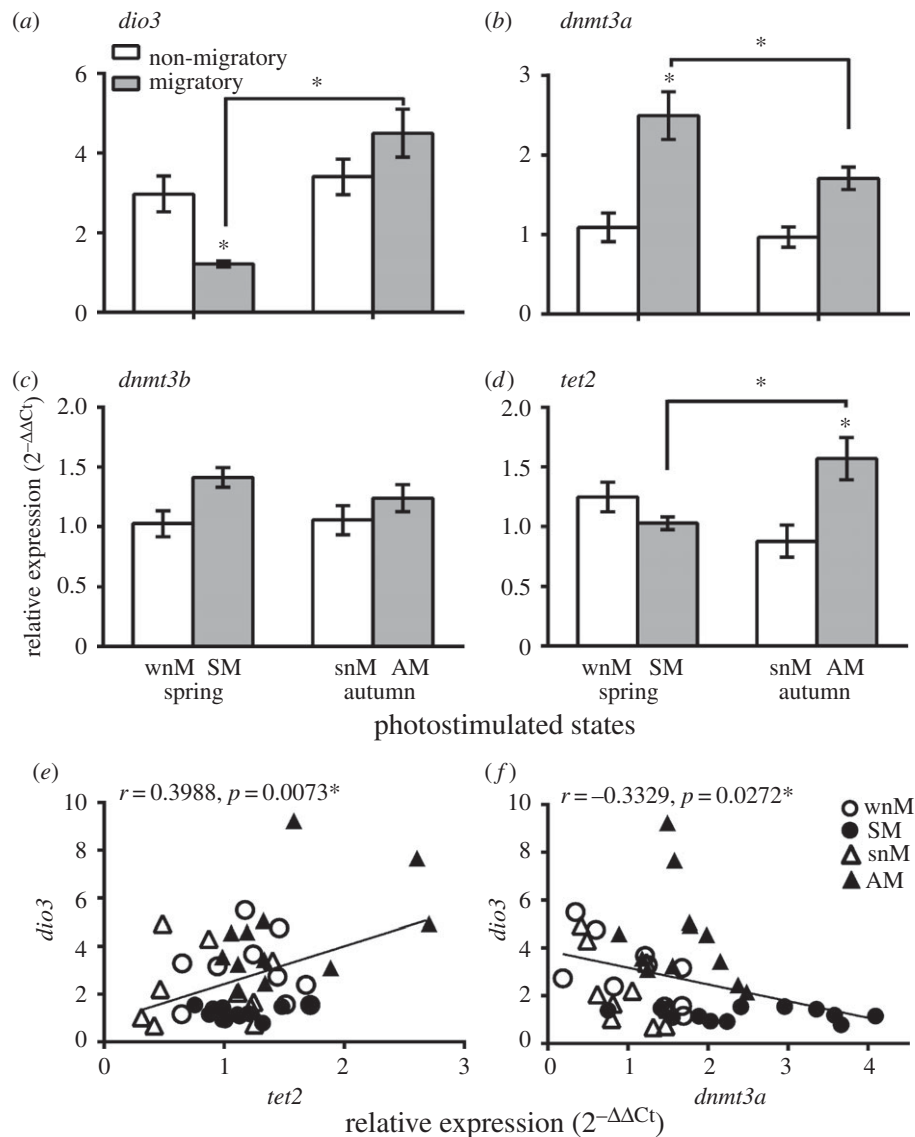 (a) dio3
non-migratory
migratory
*
*
6
4
2
0
(b) dnmt3a
*
*
3
2
1
0
(c) dnmt3b
relative expression (2−ΔΔCt)
2.0
1.5
1.0
0.5
0
wnM SM
spring
snM AM
autumn
(d) tet2
*
*
2.0
1.5
1.0
0.5
0
wnM SM
spring
snM AM
autumn
photostimulated states
(e)
r = 0.3988, p = 0.0073*
dio3
10
8
6
4
2
0
0 1 2 3
tet2
(f)
r = –0.3329, p = 0.0272*
wnM
SM
snM
AM
dio3
10
8
6
4
2
0
0 1 2 3 4
dnmt3a
relative expression (2−ΔΔCt)